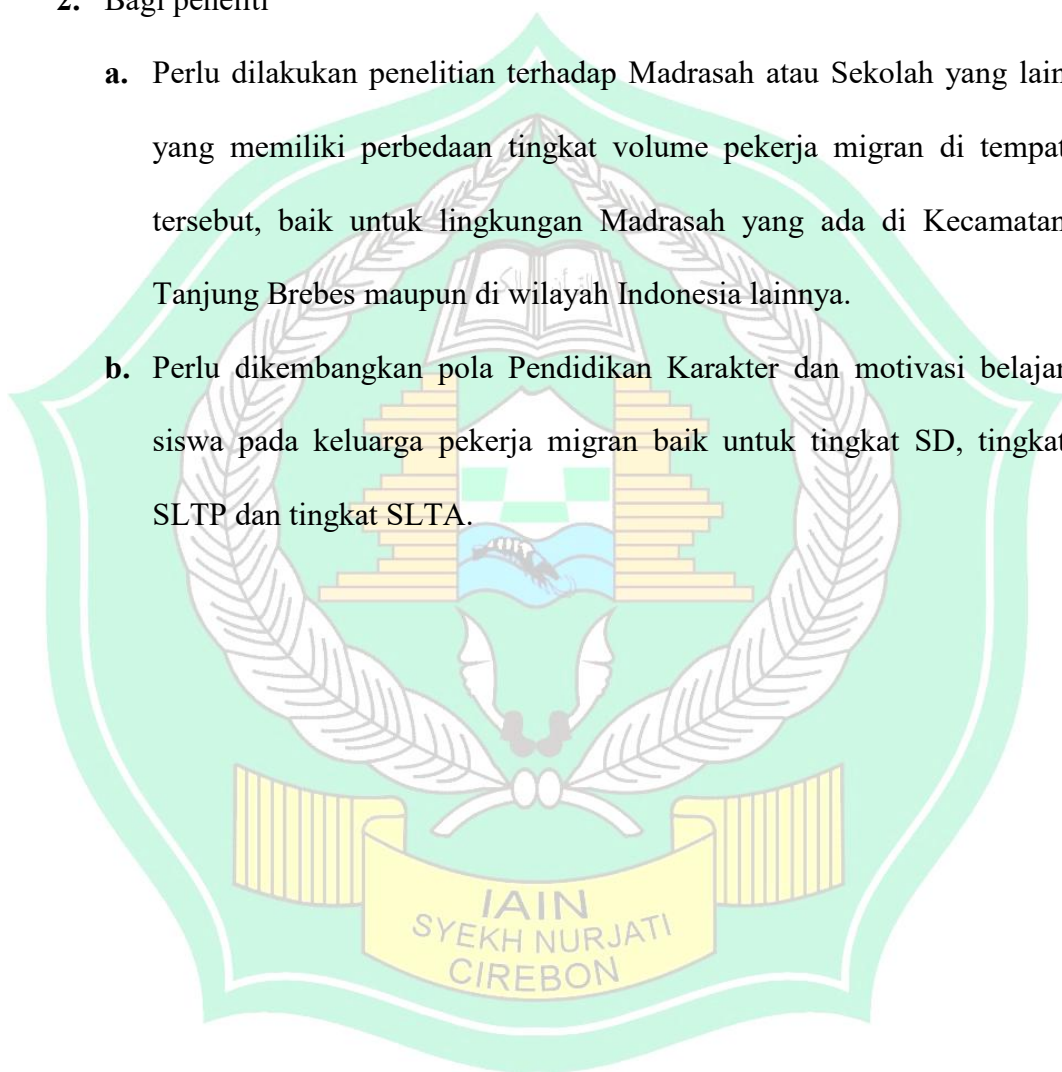 2. Bagi peneliti
a. Perlu dilakukan penelitian terhadap Madrasah atau Sekolah yang lain
yang memiliki perbedaan tingkat volume pekerja migran di tempat
tersebut, baik untuk lingkungan Madrasah yang ada di Kecamatan
Tanjung Brebes maupun di wilayah Indonesia lainnya.
b. Perlu dikembangkan pola Pendidikan Karakter dan motivasi belajar
siswa pada keluarga pekerja migran baik untuk tingkat SD, tingkat
SLTP dan tingkat SLTA.
IAIN
SYEKH NURJATI
CIREBON